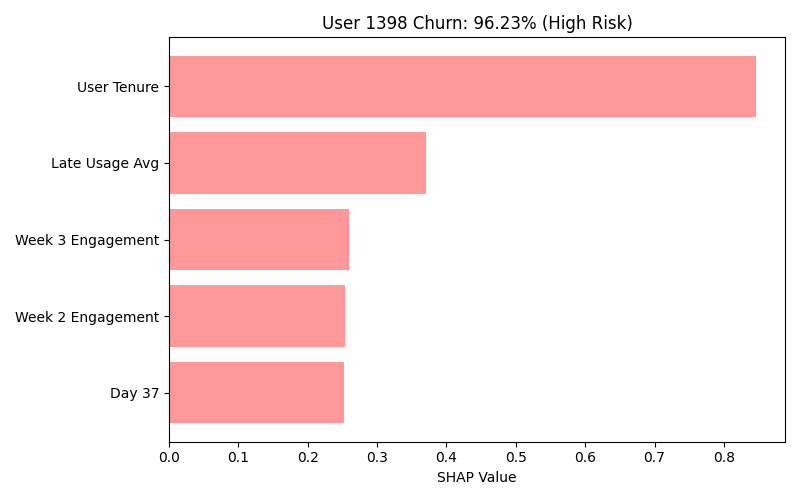 User 1398 Churn: 96.23% (High Risk)
User Tenure
Late Usage Avg
Week 3 Engagement
Week 2 Engagement
Day 37
0.0 0.1 0.2 0.3 0.4 0.5 0.6 0.7 0.8
SHAP Value